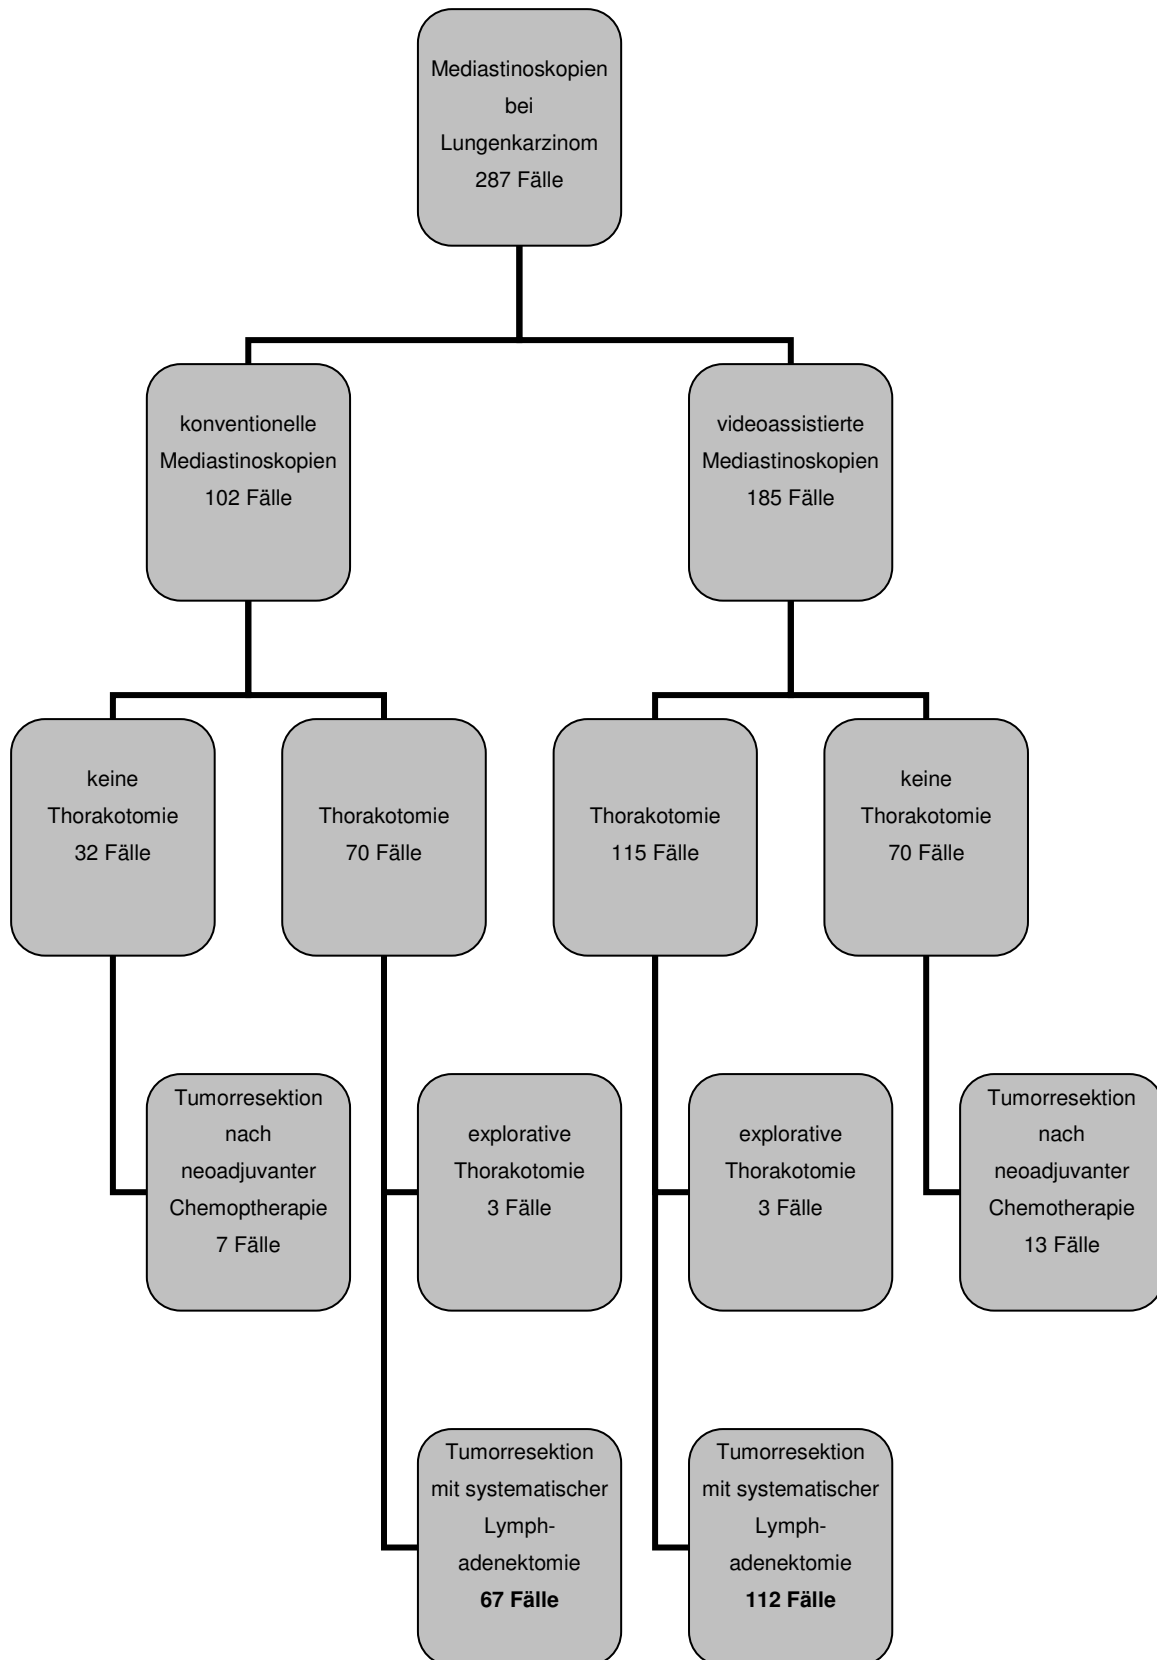 Mediastinoskopien
bei
Lungenkarzinom
287 Fälle
konventionelle
Mediastinoskopien
102 Fälle
videoassistierte
Mediastinoskopien
185 Fälle
keine
Thorakotomie
32 Fälle
Thorakotomie
70 Fälle
Thorakotomie
115 Fälle
keine
Thorakotomie
70 Fälle
Tumorresektion
nach
neoadjuvanter
Chemoptherapie
7 Fälle
explorative
Thorakotomie
3 Fälle
explorative
Thorakotomie
3 Fälle
Tumorresektion
nach
neoadjuvanter
Chemotherapie
13 Fälle
Tumorresektion
mit systematischer
Lymph-
adenektomie
67 Fälle
Tumorresektion
mit systematischer
Lymph-
adenektomie
112 Fälle